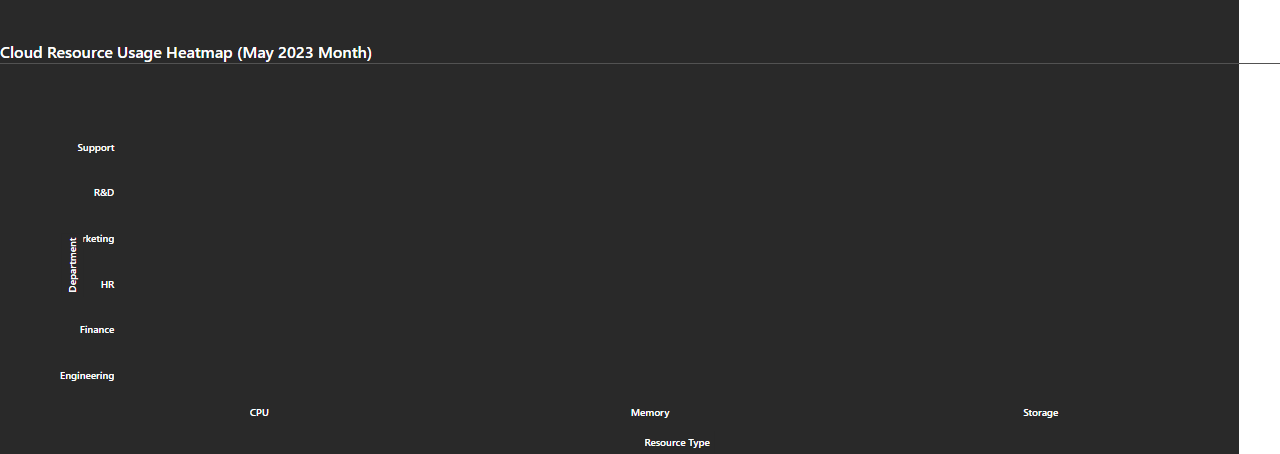 Cloud Resource Usage Heatmap (May 2023 Month)
Support
R&D
rketing
Department
HR
Finance
Engineering
CPU Memory Storage
Resource Type